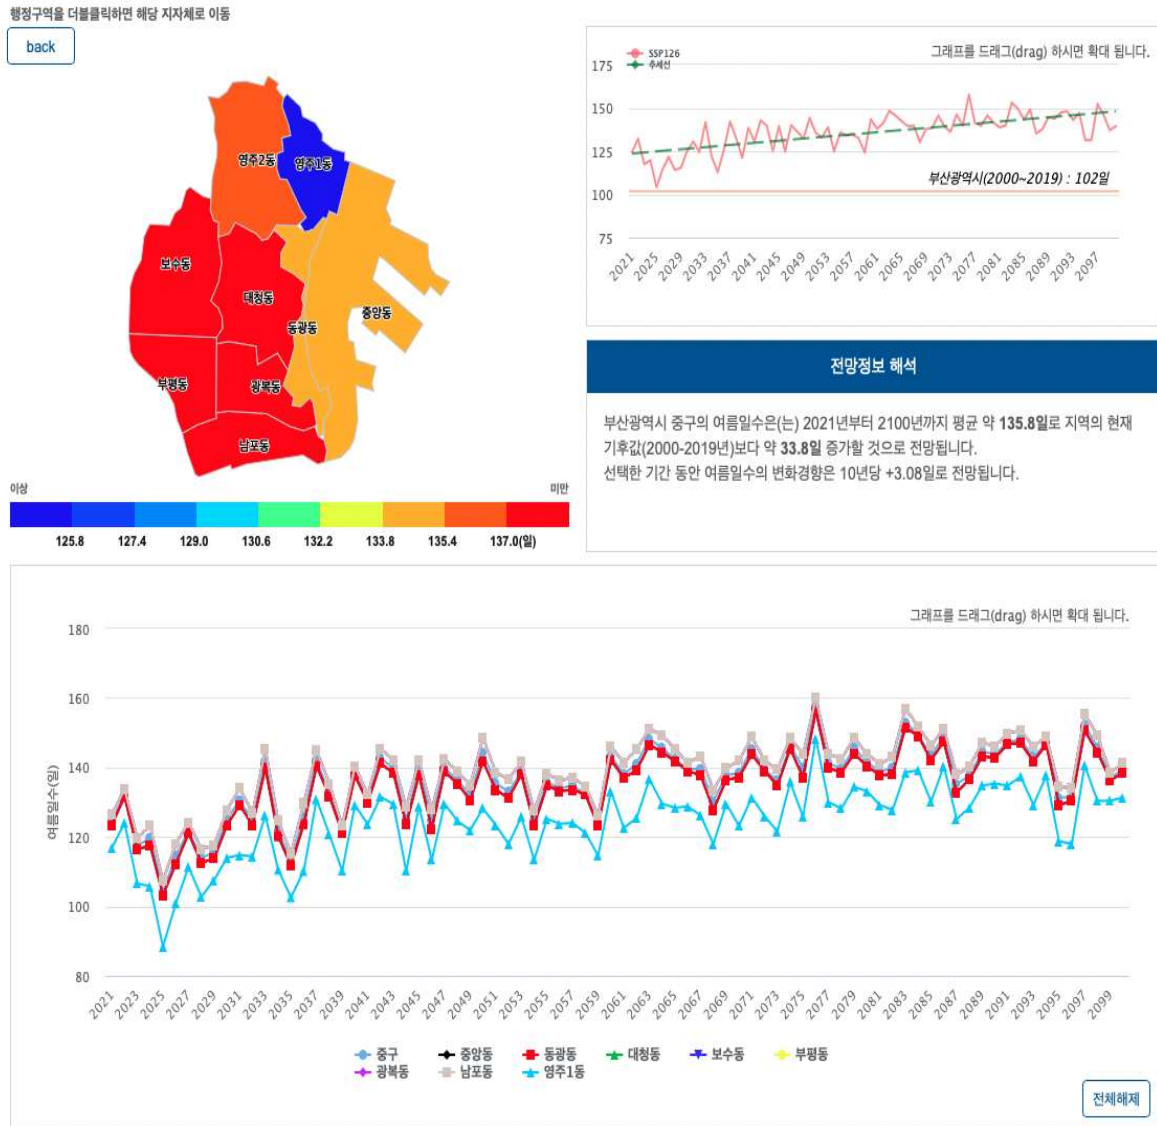 행정구역을 더블클릭하면 해당 지자체로 이동
back
영주2동
영주1동
보수동
대청동
중앙동
동광동
부평동
광복동
남포동
이상
미만
125.8 127.4 129.0 130.6 132.2 133.8 135.4 137.0(일)
SSP126
추세선
그래프를 드래그(drag) 하시면 확대 됩니다.
175
150
125
100
75
부산광역시(2000~2019) : 102일
2021 2025 2029 2033 2037 2041 2045 2049 2053 2057 2061 2065 2069 2073 2077 2081 2085 2089 2093 2097
전망정보 해석
부산광역시 중구의 여름일수은(는) 2021년부터 2100년까지 평균 약 135.8일로 지역의 현재
기후값(2000-2019년)보다 약 33.8일 증가할 것으로 전망됩니다.
선택한 기간 동안 여름일수의 변화경향은 10년당 +3.08일로 전망됩니다.
그래프를 드래그(drag) 하시면 확대 됩니다.
여름일수(일)
180
160
140
120
100
80
2021 2023 2025 2027 2029 2031 2033 2035 2037 2039 2041 2043 2045 2047 2049 2051 2053 2055 2057 2059 2061 2063 2065 2067 2069 2071 2073 2075 2077 2079 2081 2083 2085 2087 2089 2091 2093 2095 2097 2099
중구 중앙동 동광동 대청동 보수동 부평동
광복동 남포동 영주1동
전체해제